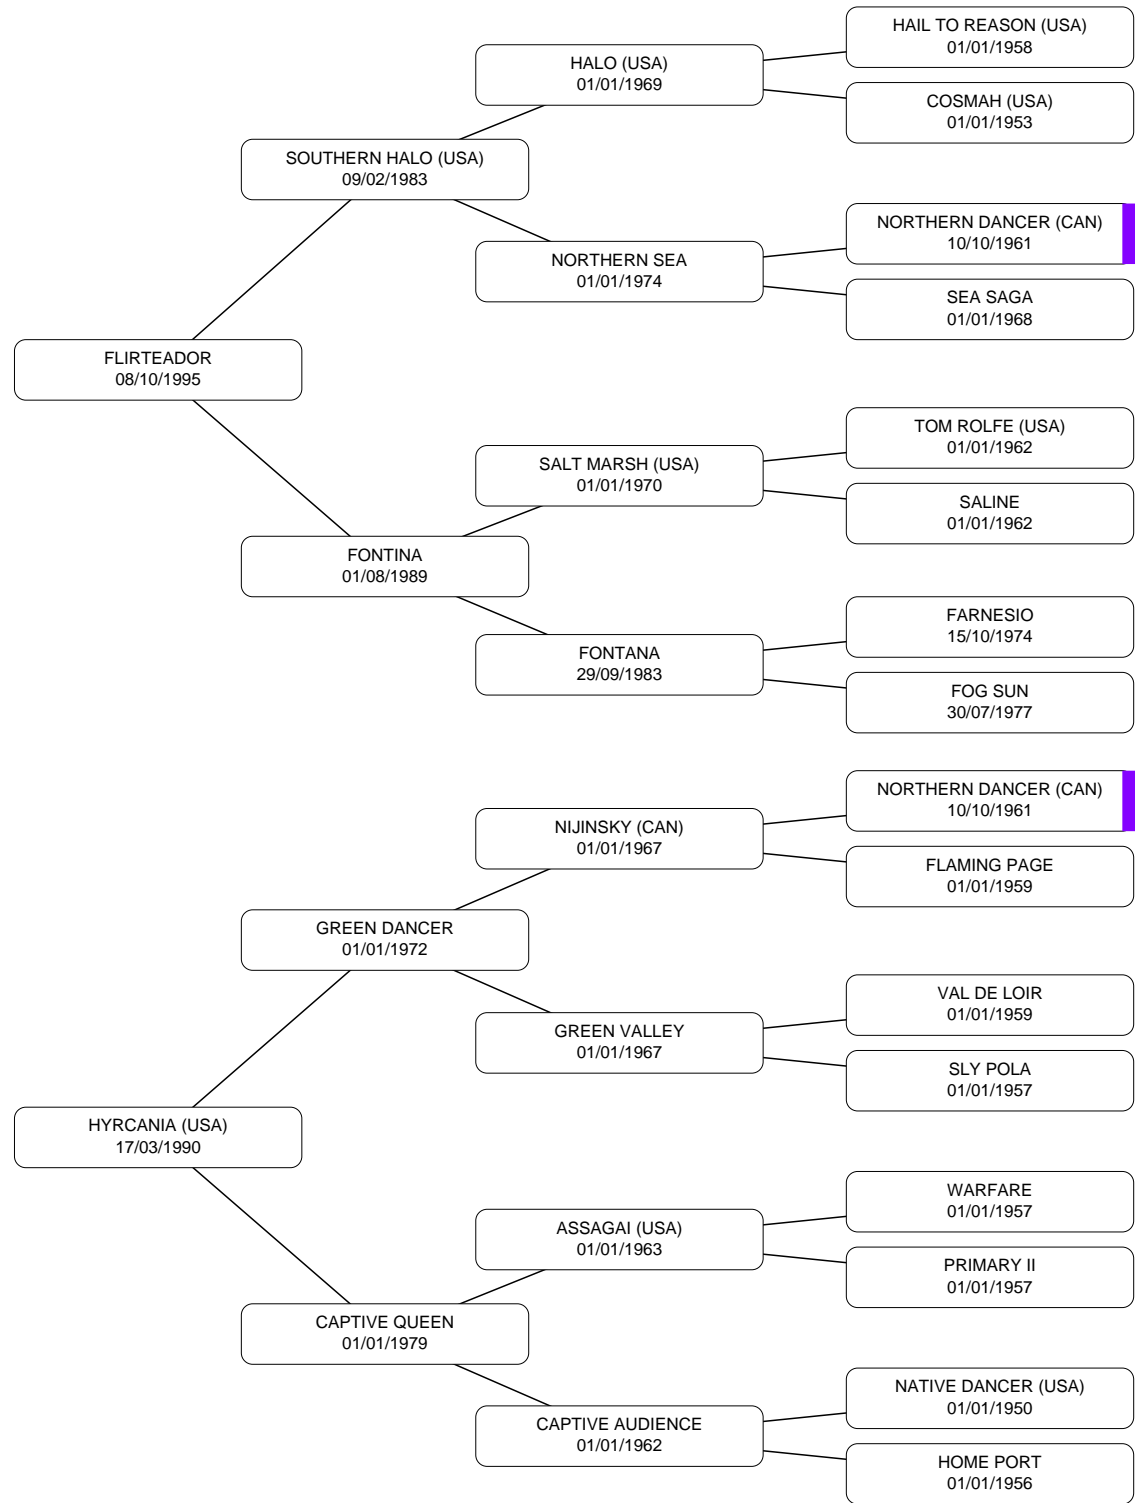 HAIL TO REASON (USA)
01/01/1958
HALO (USA)
01/01/1969
COSMAH (USA)
01/01/1953
SOUTHERN HALO (USA)
09/02/1983
NORTHERN DANCER (CAN)
10/10/1961
NORTHERN SEA
01/01/1974
SEA SAGA
01/01/1968
FLIRTEADOR
08/10/1995
TOM ROLFE (USA)
01/01/1962
SALT MARSH (USA)
01/01/1970
SALINE
01/01/1962
FONTINA
01/08/1989
FARNESIO
15/10/1974
FONTANA
29/09/1983
FOG SUN
30/07/1977
NORTHERN DANCER (CAN)
10/10/1961
NIJINSKY (CAN)
01/01/1967
FLAMING PAGE
01/01/1959
GREEN DANCER
01/01/1972
VAL DE LOIR
01/01/1959
GREEN VALLEY
01/01/1967
SLY POLA
01/01/1957
HYRCANIA (USA)
17/03/1990
WARFARE
01/01/1957
ASSAGAI (USA)
01/01/1963
PRIMARY II
01/01/1957
CAPTIVE QUEEN
01/01/1979
NATIVE DANCER (USA)
01/01/1950
CAPTIVE AUDIENCE
01/01/1962
HOME PORT
01/01/1956